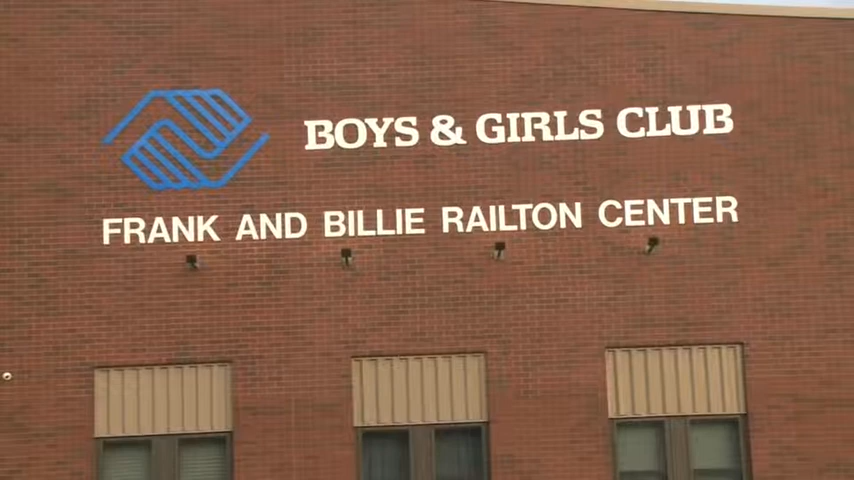 BOYS & GIRLS CLUB
FRANK AND BILLIE RAILTON CENTER